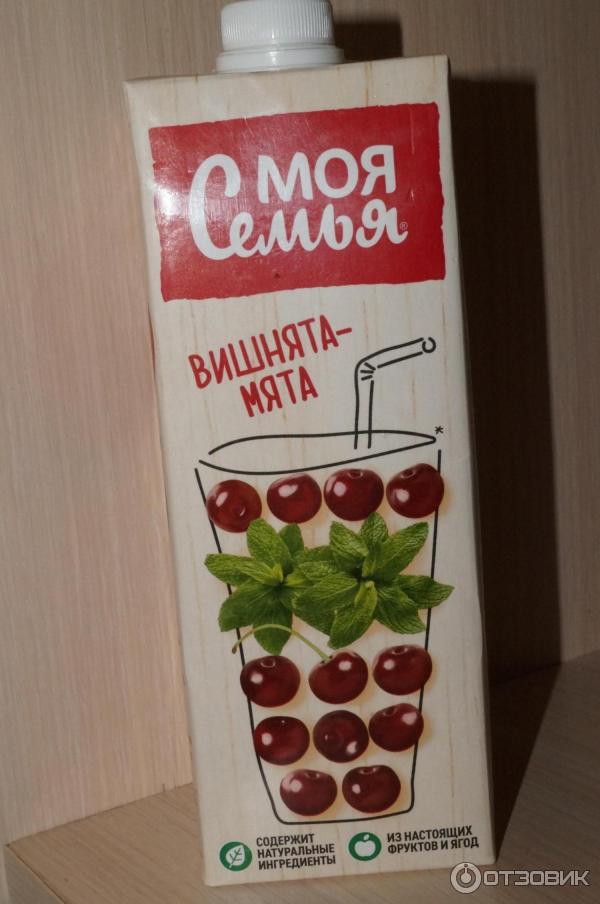 МОЯ
Семья®
ВИШНЯТА-
МЯТА
*
СОДЕРЖИТ
НАТУРАЛЬНЫЕ
ИНГРЕДИЕНТЫ
ИЗ НАСТОЯЩИХ
ФРУКТОВ И ЯГОД
ОТЗОВИК